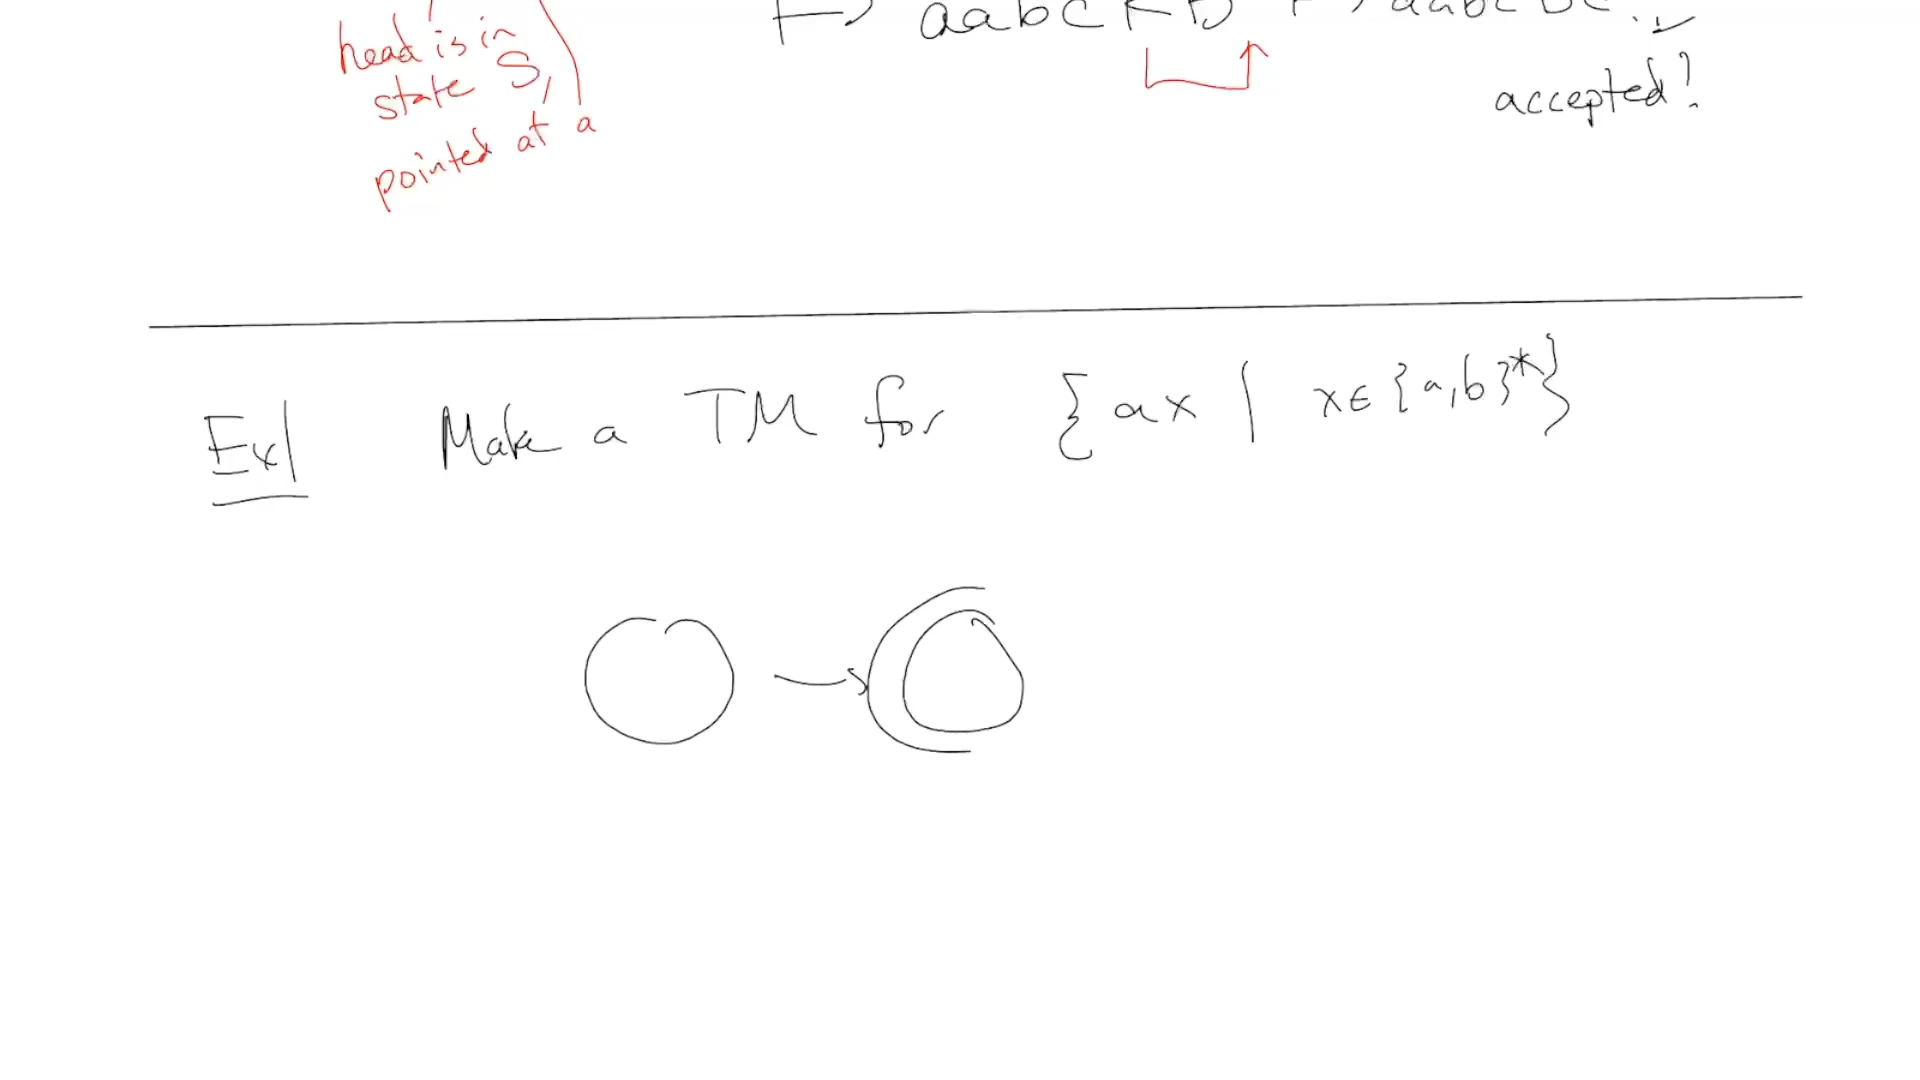 head is in
state S,
pointed at a
accepted?
Ex| Make a TM for { ax | x∈{a,b}*}